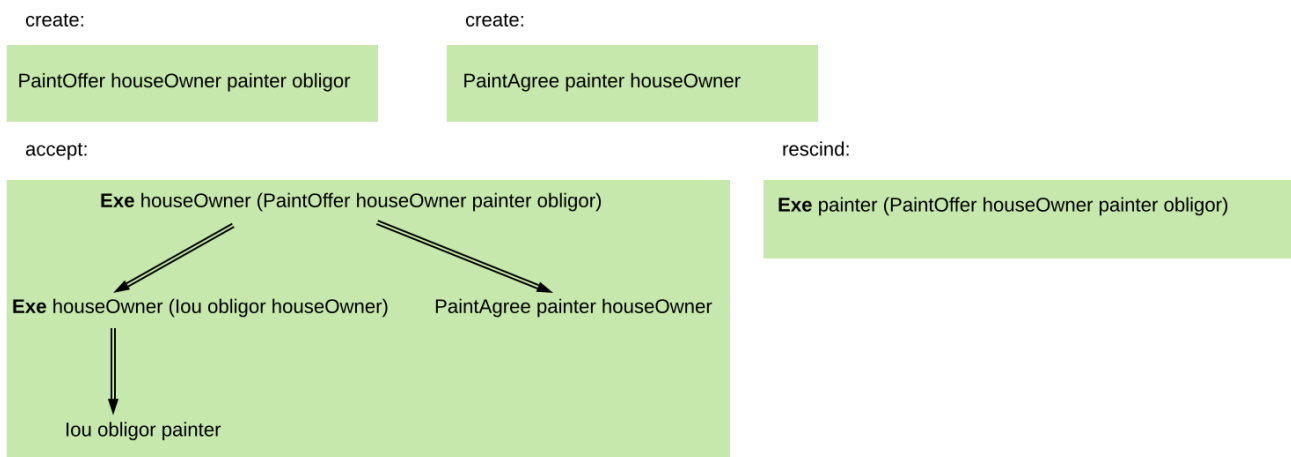 create:
create:
PaintOffer houseOwner painter obligor
PaintAgree painter houseOwner
accept:
rescind:
Exe houseOwner (PaintOffer houseOwner painter obligor)
Exe painter (PaintOffer houseOwner painter obligor)
Exe houseOwner (Iou obligor houseOwner)
PaintAgree painter houseOwner
Iou obligor painter